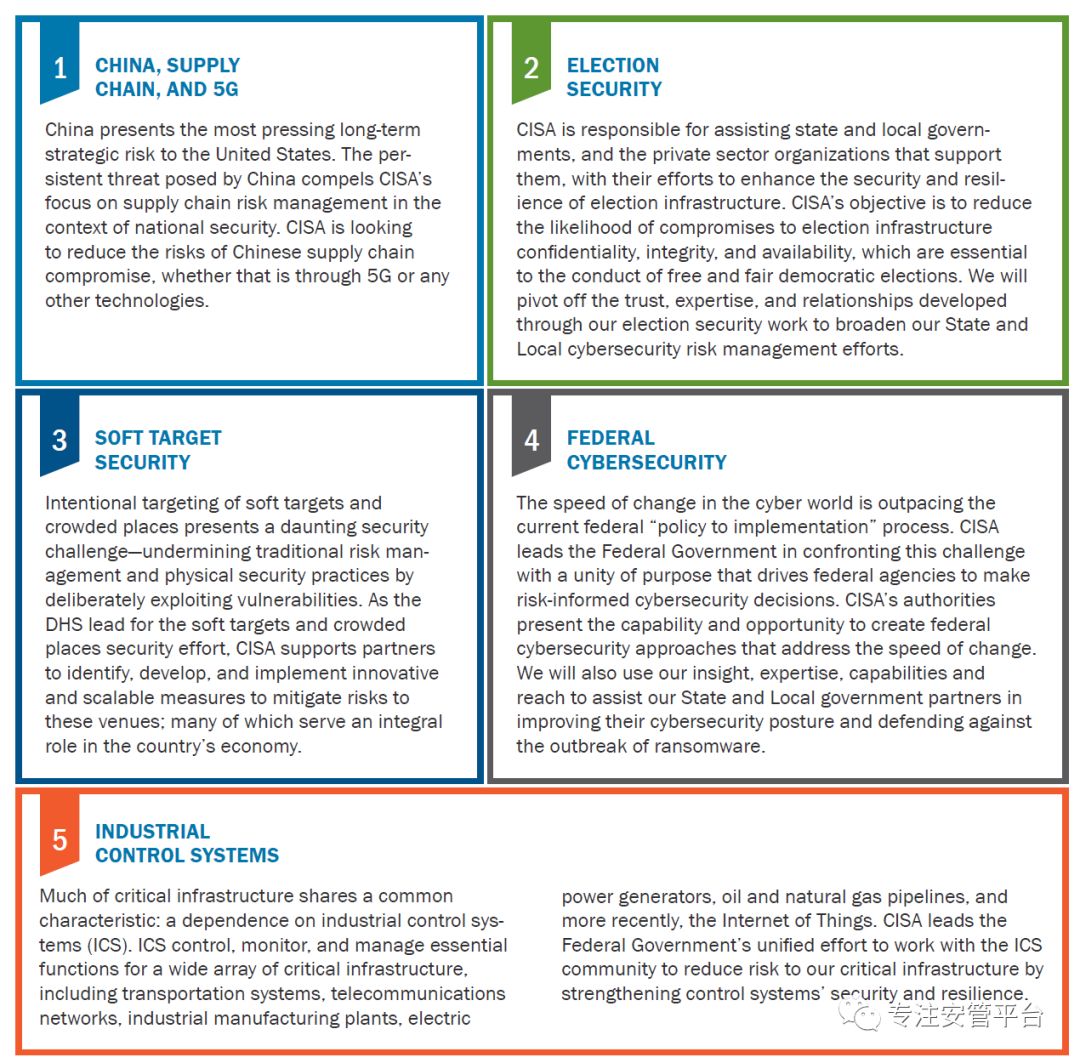 1
CHINA, SUPPLY
CHAIN, AND 5G
China presents the most pressing long-term
strategic risk to the United States. The per-
sistent threat posed by China compels CISA’s
focus on supply chain risk management in the
context of national security. CISA is looking
to reduce the risks of Chinese supply chain
compromise, whether that is through 5G or any
other technologies.
2
ELECTION
SECURITY
CISA is responsible for assisting state and local govern-
ments, and the private sector organizations that support
them, with their efforts to enhance the security and resil-
ience of election infrastructure. CISA’s objective is to reduce
the likelihood of compromises to election infrastructure
confidentiality, integrity, and availability, which are essential
to the conduct of free and fair democratic elections. We will
pivot off the trust, expertise, and relationships developed
through our election security work to broaden our State and
Local cybersecurity risk management efforts.
3
SOFT TARGET
SECURITY
Intentional targeting of soft targets and
crowded places presents a daunting security
challenge—undermining traditional risk man-
agement and physical security practices by
deliberately exploiting vulnerabilities. As the
DHS lead for the soft targets and crowded
places security effort, CISA supports partners
to identify, develop, and implement innovative
and scalable measures to mitigate risks to
these venues; many of which serve an integral
role in the country’s economy.
4
FEDERAL
CYBERSECURITY
The speed of change in the cyber world is outpacing the
current federal “policy to implementation” process. CISA
leads the Federal Government in confronting this challenge
with a unity of purpose that drives federal agencies to make
risk-informed cybersecurity decisions. CISA’s authorities
present the capability and opportunity to create federal
cybersecurity approaches that address the speed of change.
We will also use our insight, expertise, capabilities and
reach to assist our State and Local government partners in
improving their cybersecurity posture and defending against
the outbreak of ransomware.
5
INDUSTRIAL
CONTROL SYSTEMS
Much of critical infrastructure shares a common
characteristic: a dependence on industrial control sys-
tems (ICS). ICS control, monitor, and manage essential
functions for a wide array of critical infrastructure,
including transportation systems, telecommunications
networks, industrial manufacturing plants, electric
power generators, oil and natural gas pipelines, and
more recently, the Internet of Things. CISA leads the
Federal Government’s unified effort to work with the ICS
community to reduce risk to our critical infrastructure by
strengthening control systems’ security and resilience.
专注安管平台